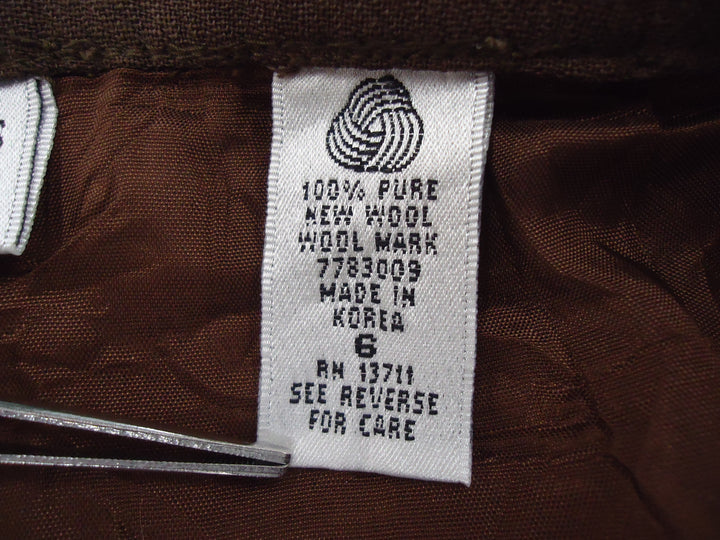 100% PURE
NEW WOOL
WOOL MARK
7783009
MADE IN
KOREA
6
RN 13711
SEE REVERSE
FOR CARE